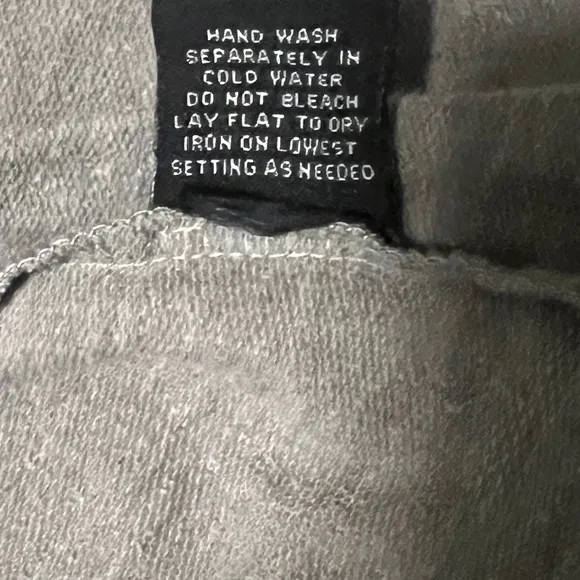 HAND WASH
SEPARATELY IN
COLD WATER
DO NOT BLEACH
LAY FLAT TO DRY
IRON ON LOWEST
SETTING AS NEEDED